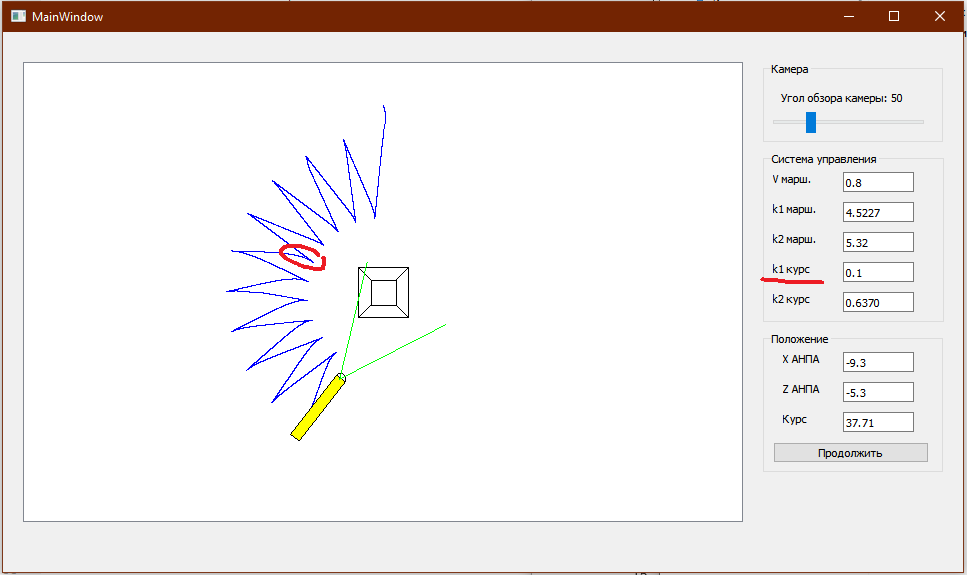 MainWindow
Камера
Угол обзора камеры: 50
Система управления
V марш.
0.8
k1 марш.
4.5227
k2 марш.
5.32
k1 курс
0.1
k2 курс
0.6370
Положение
X АНПА
-9.3
Z АНПА
-5.3
Курс
37.71
Продолжить